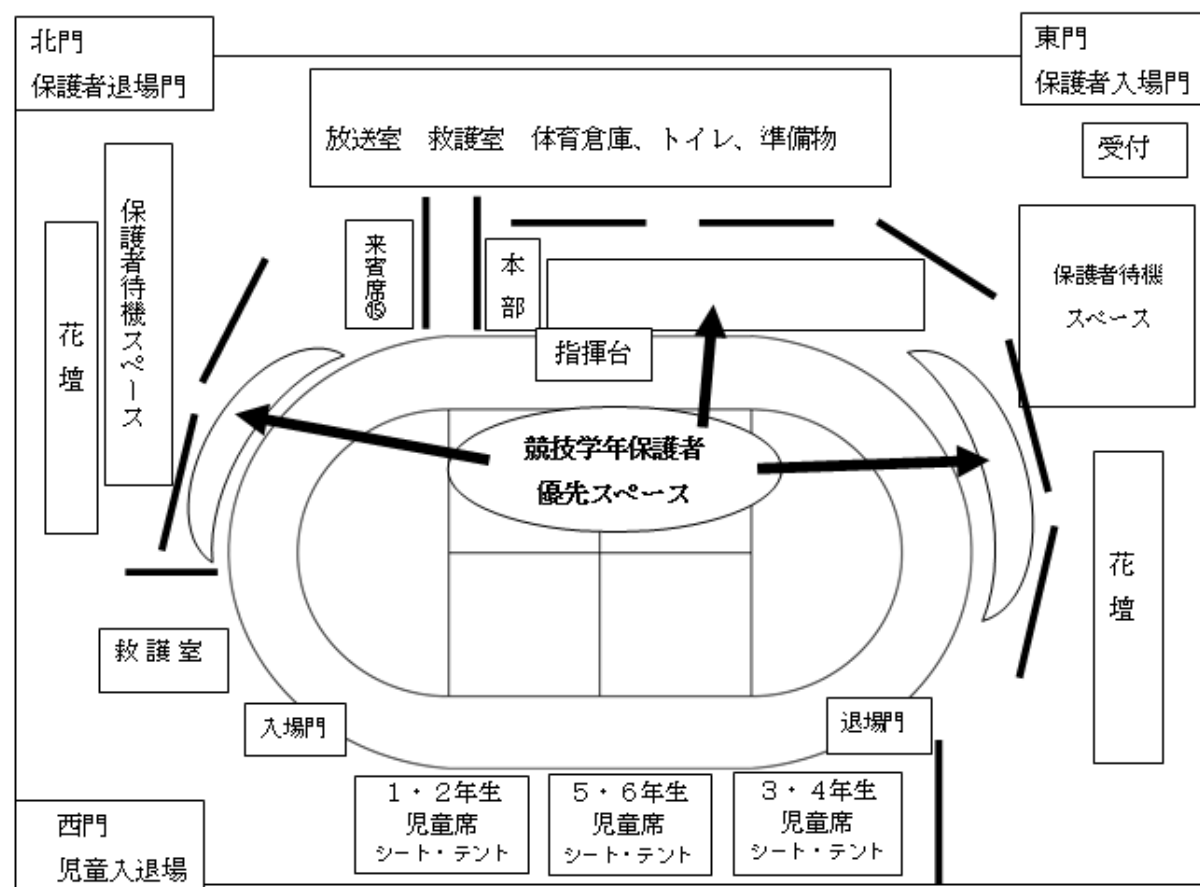 北門
保護者退場門
東門
保護者入場門
放送室　救護室　体育倉庫、トイレ、準備物
受付
保護者待機スペース
花壇
来賓席⑮
本部
保護者待機
スペース
指揮台
競技学年保護者
優先スペース
花壇
救護室
入場門
退場門
１・２年生
児童席
シート・テント
５・６年生
児童席
シート・テント
３・４年生
児童席
シート・テント
西門
児童入退場